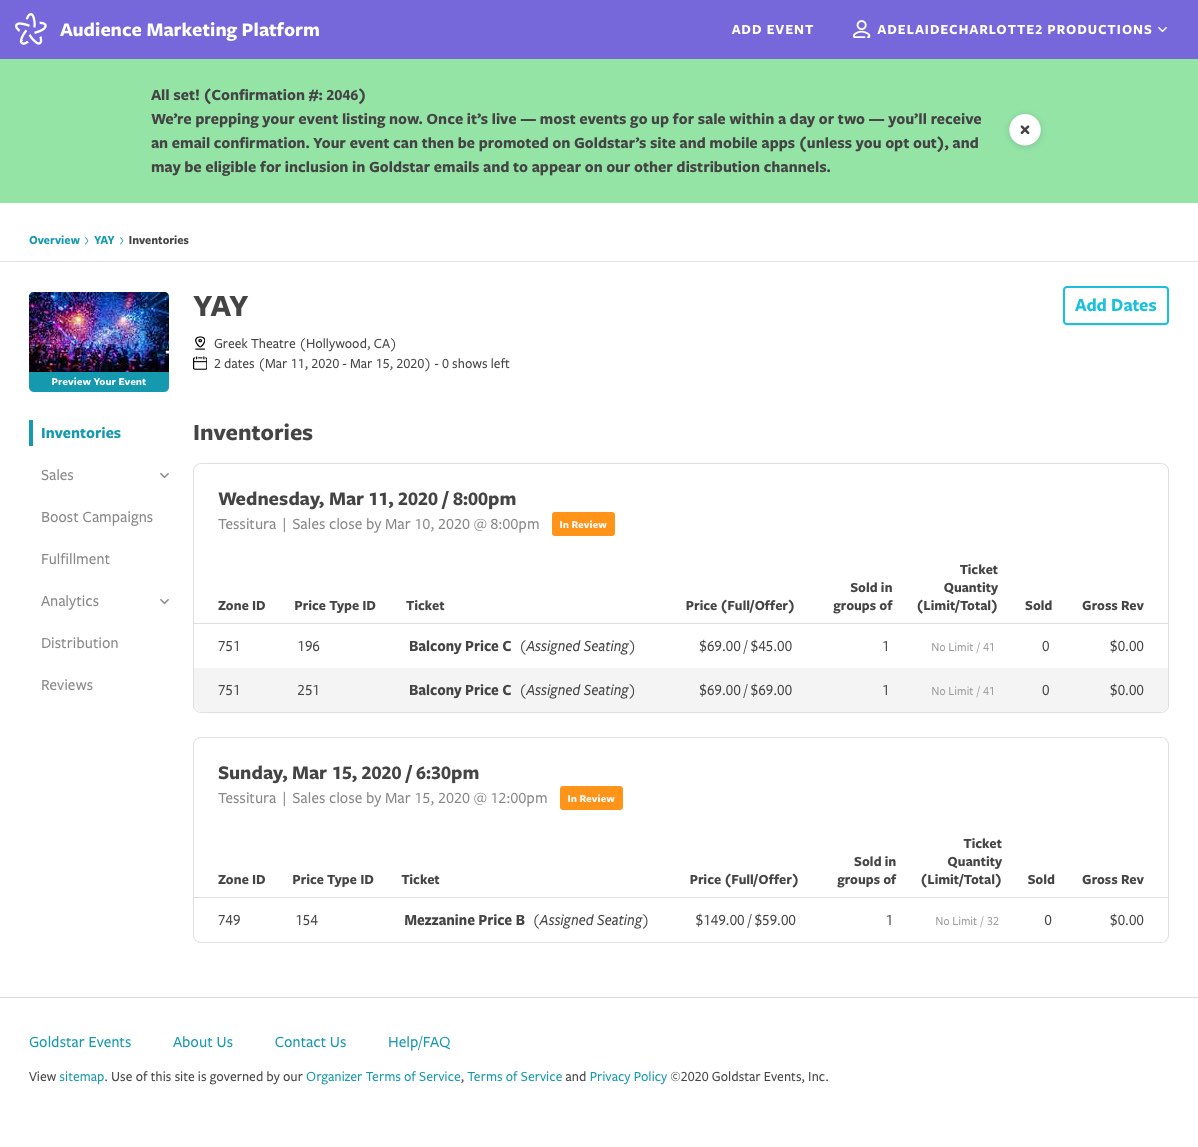 Audience Marketing Platform
ADD EVENT
ADELAIDECHARLOTTE2 PRODUCTIONS
All set! (Confirmation #: 2046)
We’re prepping your event listing now. Once it’s live — most events go up for sale within a day or two — you’ll receive
an email confirmation. Your event can then be promoted on Goldstar’s site and mobile apps (unless you opt out), and
may be eligible for inclusion in Goldstar emails and to appear on our other distribution channels.
Overview › YAY › Inventories
Preview Your Event
YAY
Greek Theatre (Hollywood, CA)
2 dates (Mar 11, 2020 - Mar 15, 2020) - 0 shows left
Add Dates
Inventories
Sales
Boost Campaigns
Fulfillment
Analytics
Distribution
Reviews
Inventories
Wednesday, Mar 11, 2020 / 8:00pm
Tessitura | Sales close by Mar 10, 2020 @ 8:00pm In Review
Zone ID Price Type ID Ticket Price (Full/Offer) Sold in groups of Ticket Quantity (Limit/Total) Sold Gross Rev
751 196 Balcony Price C (Assigned Seating) $69.00 / $45.00 1 No Limit / 41 0 $0.00
751 251 Balcony Price C (Assigned Seating) $69.00 / $69.00 1 No Limit / 41 0 $0.00
Sunday, Mar 15, 2020 / 6:30pm
Tessitura | Sales close by Mar 15, 2020 @ 12:00pm In Review
Zone ID Price Type ID Ticket Price (Full/Offer) Sold in groups of Ticket Quantity (Limit/Total) Sold Gross Rev
749 154 Mezzanine Price B (Assigned Seating) $149.00 / $59.00 1 No Limit / 32 0 $0.00
Goldstar Events About Us Contact Us Help/FAQ
View sitemap. Use of this site is governed by our Organizer Terms of Service, Terms of Service and Privacy Policy ©2020 Goldstar Events, Inc.